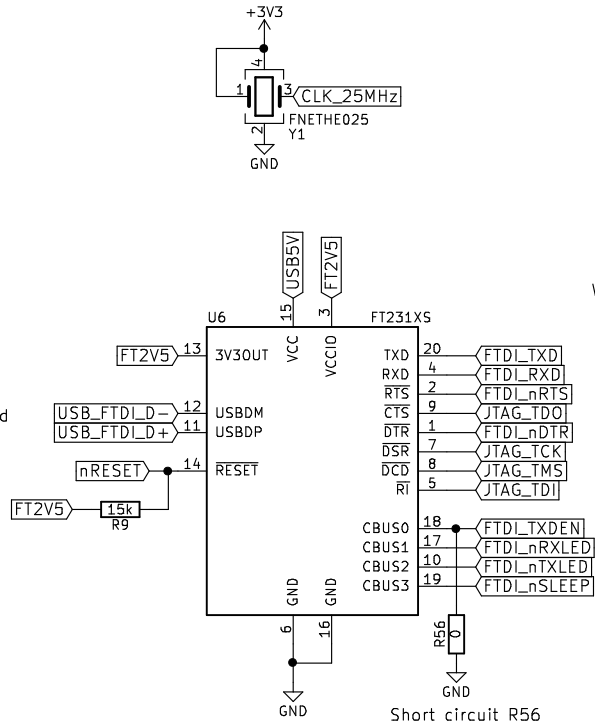 +3V3
4
1
3
CLK_25MHz
2
FNETHE025
Y1
GND
USB5V
FT2V5
U6
15
3
FT231XS
VCC
VCCIO
FT2V5
13
3V3OUT
TXD
20
FTDI_TXD
RXD
4
FTDI_RXD
RTS
2
FTDI_nRTS
d
USB_FTDI_D-
12
USBDM
CTS
9
JTAG_TDO
USB_FTDI_D+
11
USBDP
DTR
1
FTDI_nDTR
DSR
7
JTAG_TCK
nRESET
14
RESET
DCD
8
JTAG_TMS
RI
5
JTAG_TDI
FT2V5
15k
R9
CBUS0
18
FTDI_TXDEN
CBUS1
17
FTDI_nRXLED
CBUS2
10
FTDI_nTXLED
CBUS3
19
FTDI_nSLEEP
GND
GND
6
16
R56
0
GND
GND
Short circuit R56